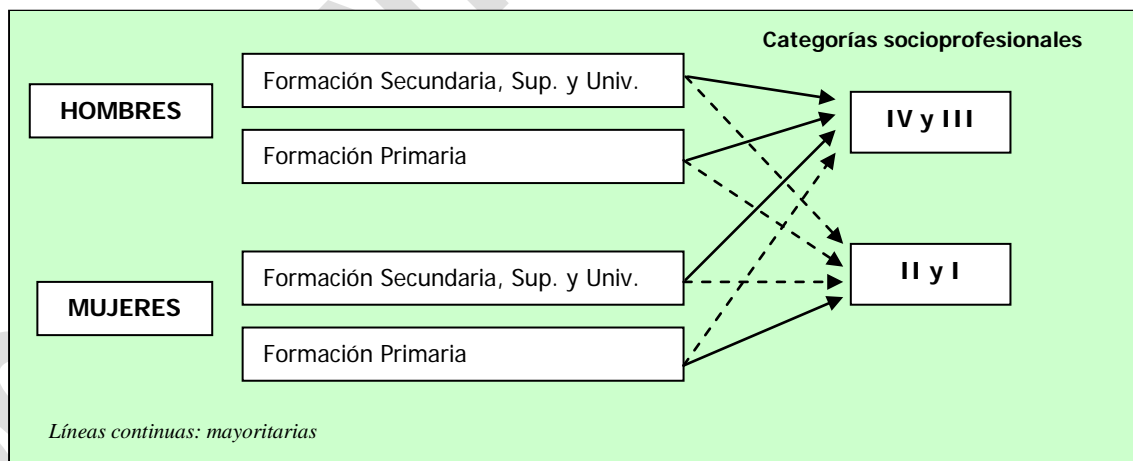 Categorías socioprofesionales
HOMBRES
Formación Secundaria, Sup. y Univ.
Formación Primaria
IV y III
MUJERES
Formación Secundaria, Sup. y Univ.
Formación Primaria
II y I
Líneas continuas: mayoritarias